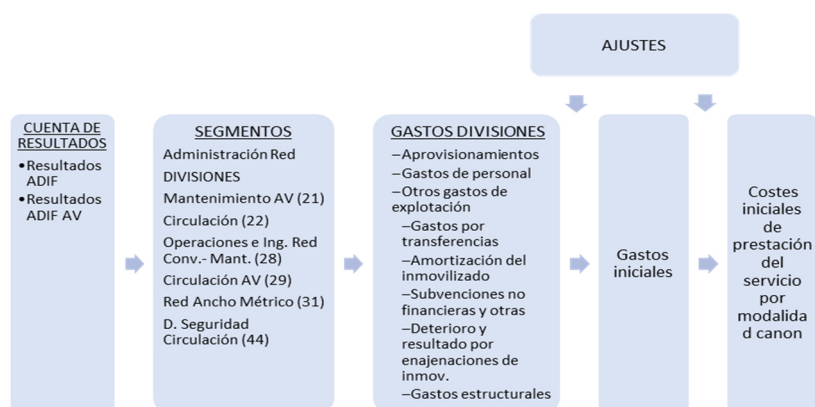 AJUSTES
CUENTA DE
RESULTADOS
•Resultados
ADIF
•Resultados
ADIF AV
SEGMENTOS
Administración Red
DIVISIONES
Mantenimiento AV (21)
Circulación (22)
Operaciones e Ing. Red
Conv.- Mant. (28)
Circulación AV (29)
Red Ancho Métrico (31)
D. Seguridad
Circulación (44)
GASTOS DIVISIONES
–Aprovisionamientos
–Gastos de personal
–Otros gastos de
explotación
–Gastos por
transferencias
–Amortización del
inmovilizado
–Subvenciones no
financieras y otras
–Deterioro y
resultado por
enajenaciones de
inmov.
–Gastos estructurales
Gastos
iniciales
Costes
iniciales
de
prestación
del
servicio
por
modalida
d canon